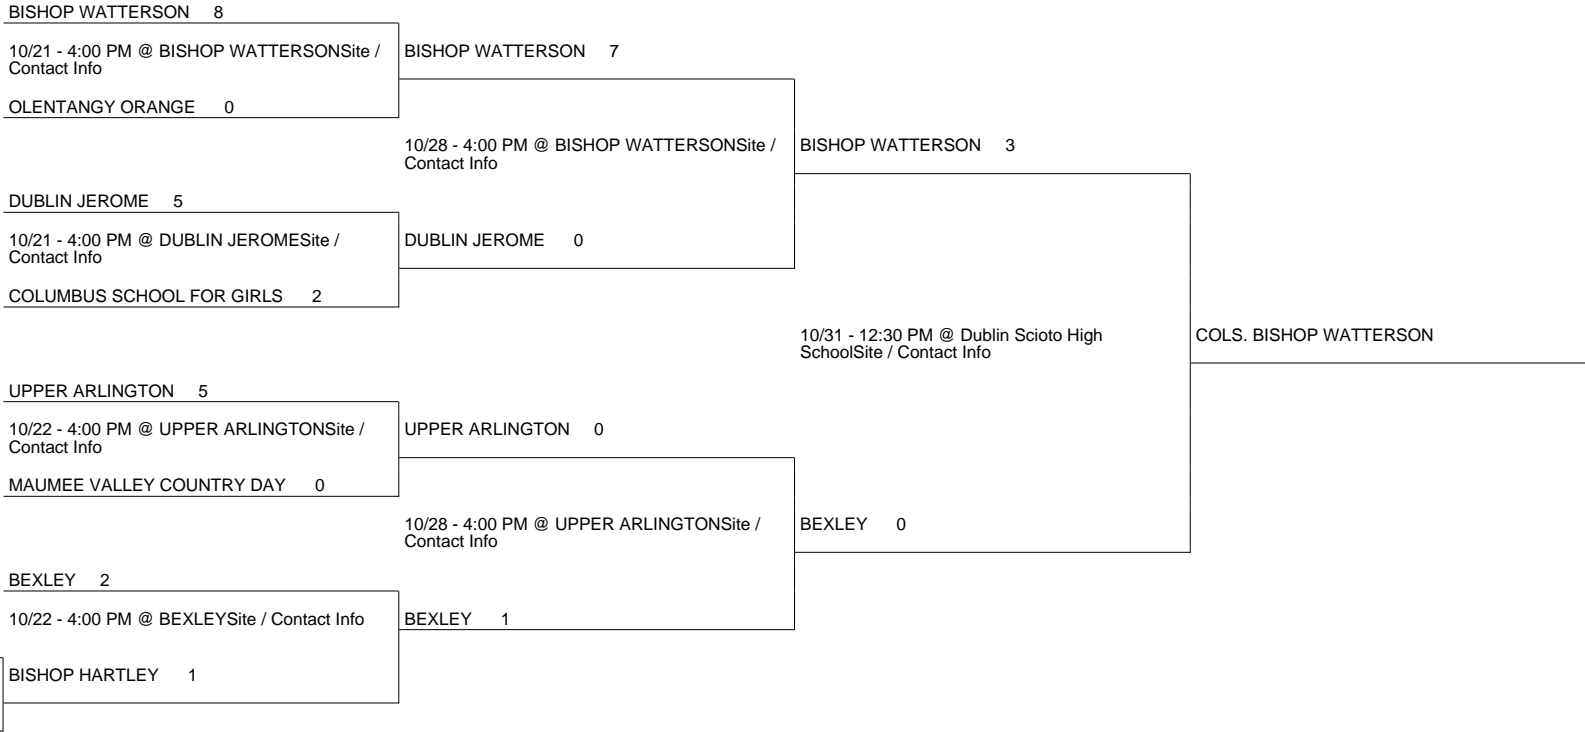 BISHOP WATTERSON 8
10/21 - 4:00 PM @ BISHOP WATTERSONSite /
Contact Info
OLENTANGY ORANGE 0
BISHOP WATTERSON 7
10/28 - 4:00 PM @ BISHOP WATTERSONSite /
Contact Info
BISHOP WATTERSON 3
DUBLIN JEROME 5
10/21 - 4:00 PM @ DUBLIN JEROMESite /
Contact Info
COLUMBUS SCHOOL FOR GIRLS 2
DUBLIN JEROME 0
10/31 - 12:30 PM @ Dublin Scioto High
SchoolSite / Contact Info
COLS. BISHOP WATTERSON
UPPER ARLINGTON 5
10/22 - 4:00 PM @ UPPER ARLINGTONSite /
Contact Info
MAUMEE VALLEY COUNTRY DAY 0
UPPER ARLINGTON 0
10/28 - 4:00 PM @ UPPER ARLINGTONSite /
Contact Info
BEXLEY 0
BEXLEY 2
10/22 - 4:00 PM @ BEXLEYSite / Contact Info
BEXLEY 1
BISHOP HARTLEY 1